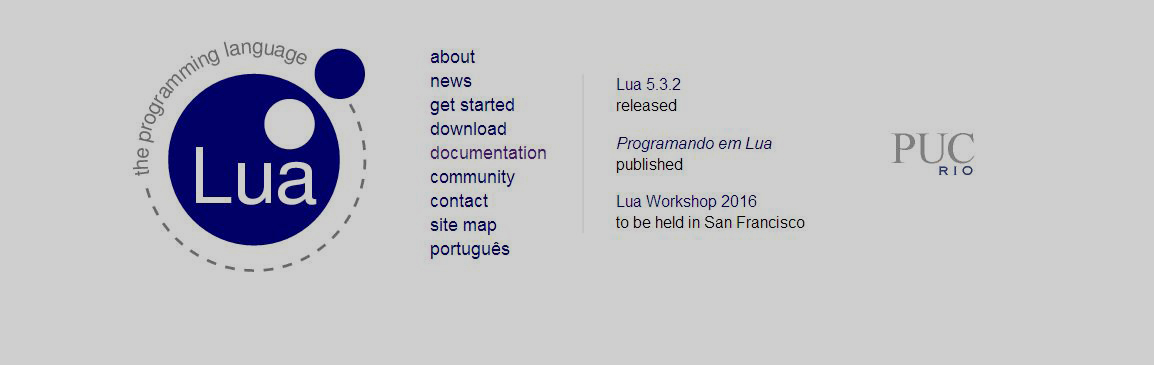 the programming language
Lua
about
news
get started
download
documentation
community
contact
site map
português
Lua 5.3.2
released
Programando em Lua
published
Lua Workshop 2016
to be held in San Francisco
PUC
RIO